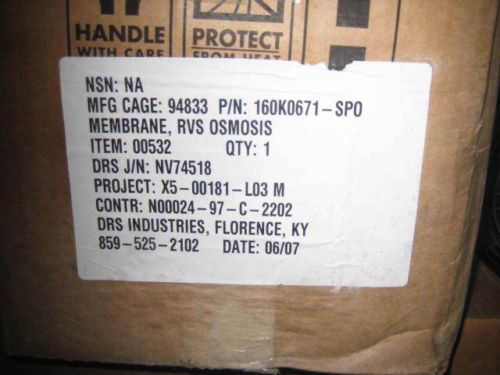 HANDLE
WITH CARE
PROTECT
FROM HEAT
NSN: NA
MFG CAGE: 94833 P/N: 160K0671-SPO
MEMBRANE, RVS OSMOSIS
ITEM: 00532 QTY: 1
DRS J/N: NV74518
PROJECT: X5-00181-L03 M
CONTR: N00024-97-C-2202
DRS INDUSTRIES, FLORENCE, KY
859-525-2102 DATE: 06/07